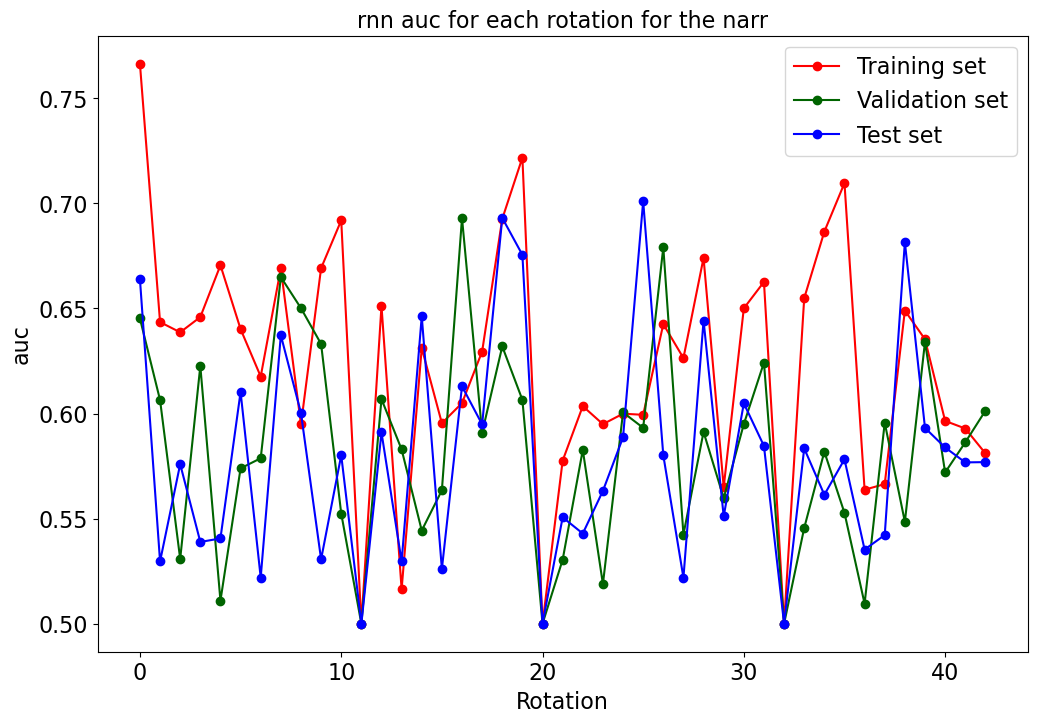 rnn auc for each rotation for the narr
Training set
Validation set
Test set
0.75
0.70
0.65
0.60
0.55
0.50
auc
0
10
20
30
40
Rotation